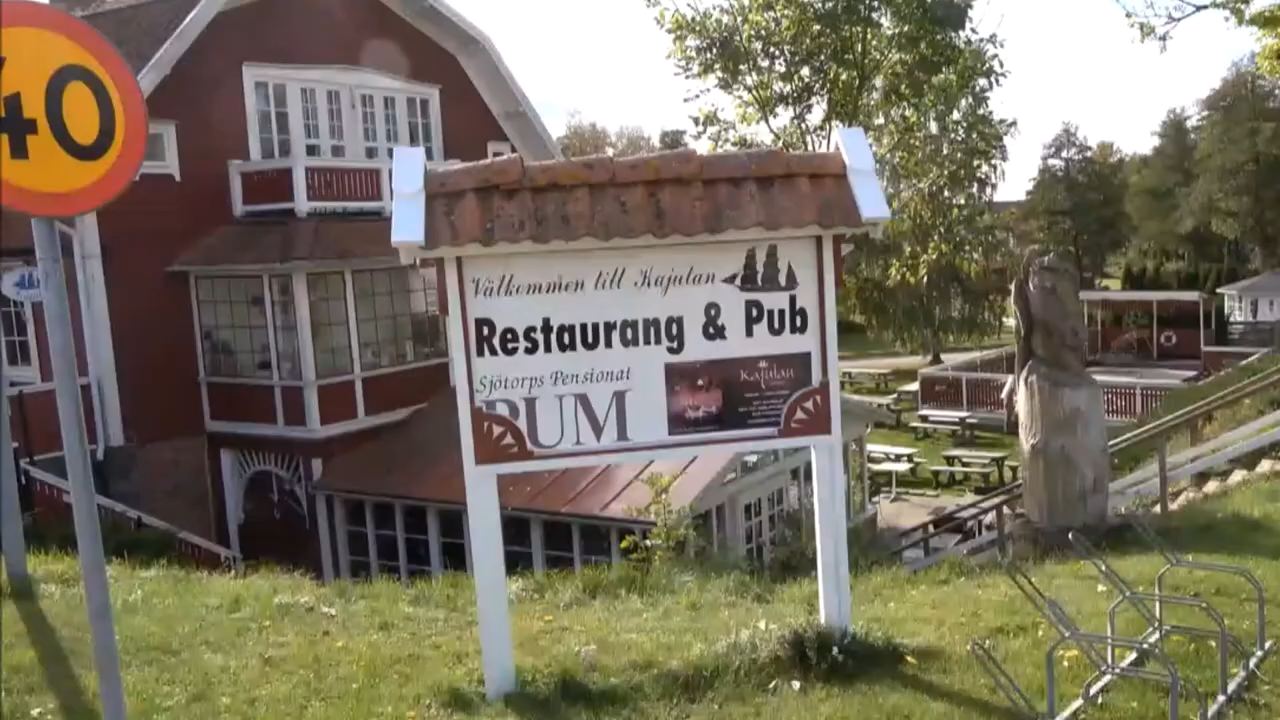 40
Välkommen till Kajutan
Restaurang & Pub
Sjötorps Pensionat
RUM
Kajutan